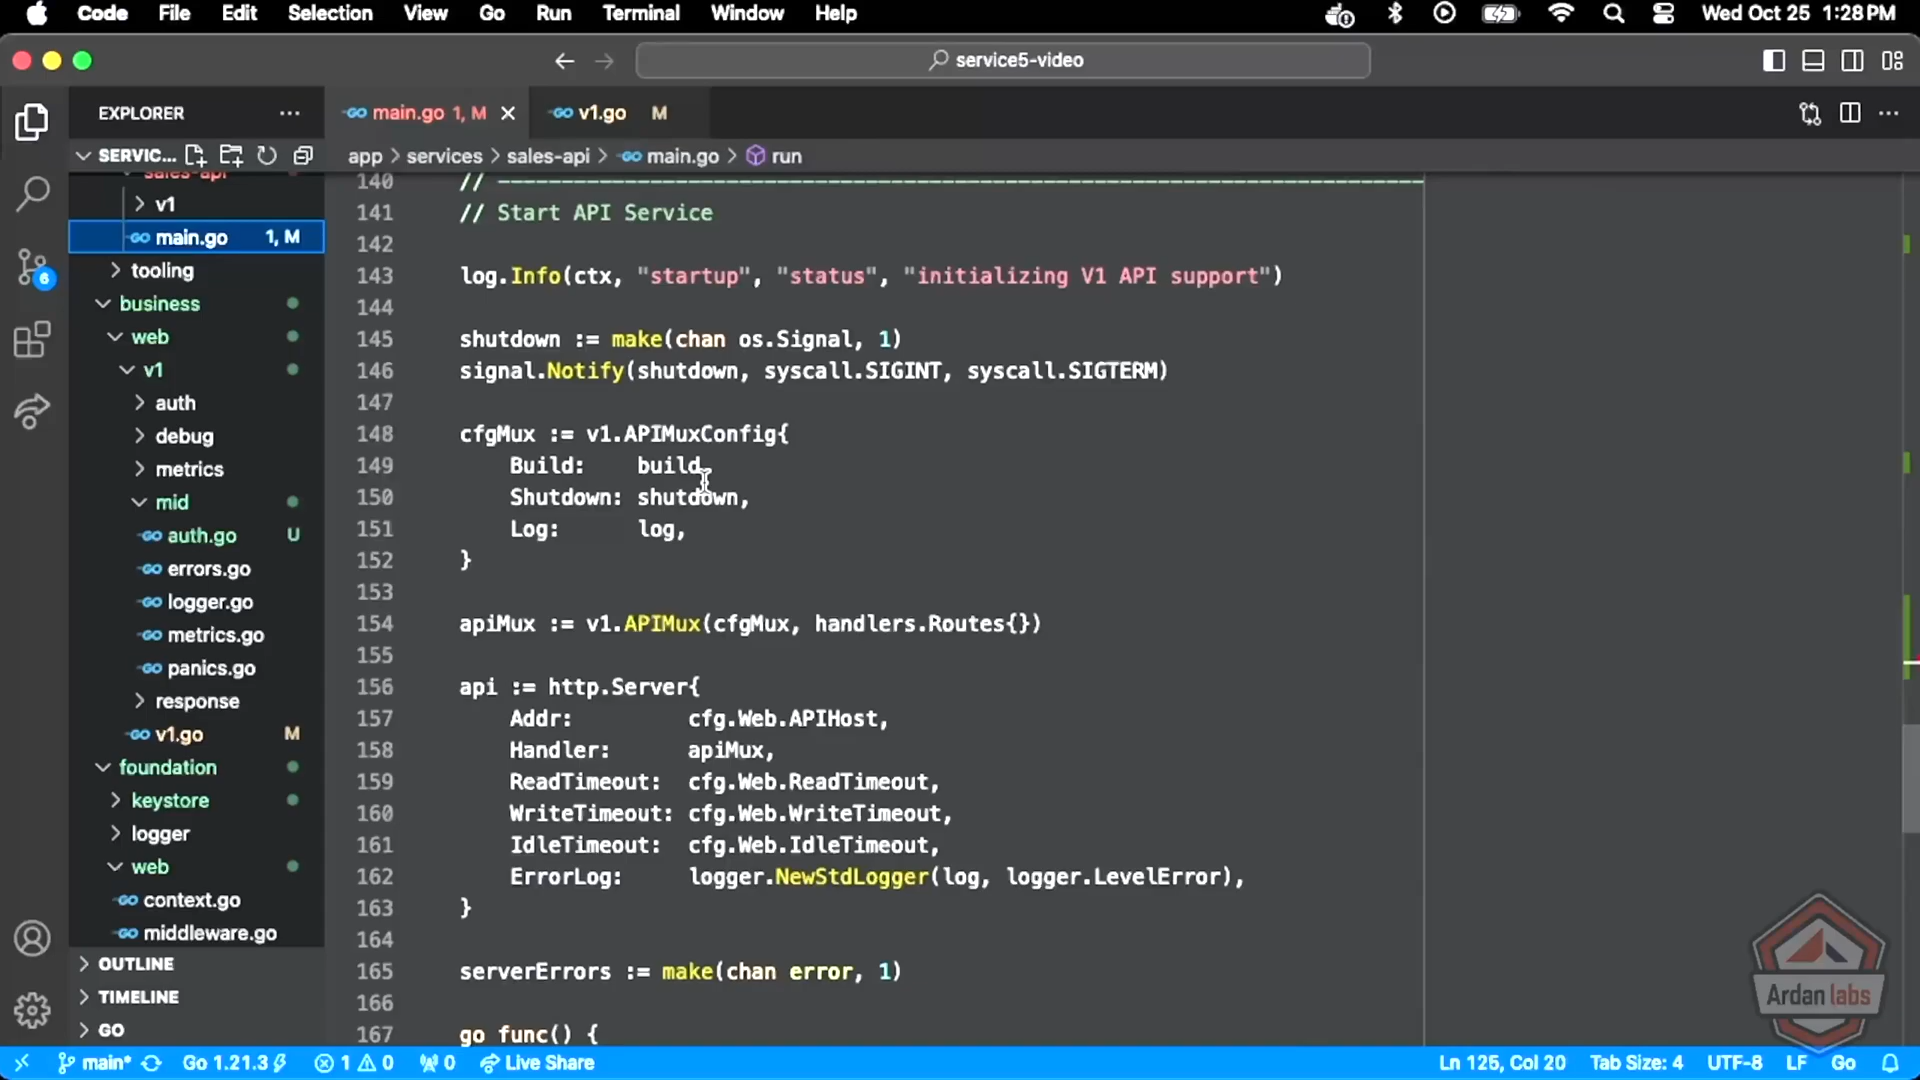 Code File Edit Selection View Go Run Terminal Window Help Wed Oct 25 1:28 PM
service5-video
EXPLORER
main.go 1, M
v1.go M
SERVIC...
app > services > sales-api > main.go > run
sales-api
v1
main.go 1, M
tooling
business
web
v1
auth
debug
metrics
mid
auth.go U
errors.go
logger.go
metrics.go
panics.go
response
v1.go M
foundation
keystore
logger
web
context.go
middleware.go
OUTLINE
TIMELINE
GO
140 // ----------------------------------------------------------------------
141 // Start API Service
142
143 log.Info(ctx, "startup", "status", "initializing V1 API support")
144
145 shutdown := make(chan os.Signal, 1)
146 signal.Notify(shutdown, syscall.SIGINT, syscall.SIGTERM)
147
148 cfgMux := v1.APIMuxConfig{
149 Build: build,
150 Shutdown: shutdown,
151 Log: log,
152 }
153
154 apiMux := v1.APIMux(cfgMux, handlers.Routes{})
155
156 api := http.Server{
157 Addr: cfg.Web.APIHost,
158 Handler: apiMux,
159 ReadTimeout: cfg.Web.ReadTimeout,
160 WriteTimeout: cfg.Web.WriteTimeout,
161 IdleTimeout: cfg.Web.IdleTimeout,
162 ErrorLog: logger.NewStdLogger(log, logger.LevelError),
163 }
164
165 serverErrors := make(chan error, 1)
166
167 go func() {
6
Ardan labs
main* Go 1.21.3 1 0 0 Live Share Ln 125, Col 20 Tab Size: 4 UTF-8 LF Go